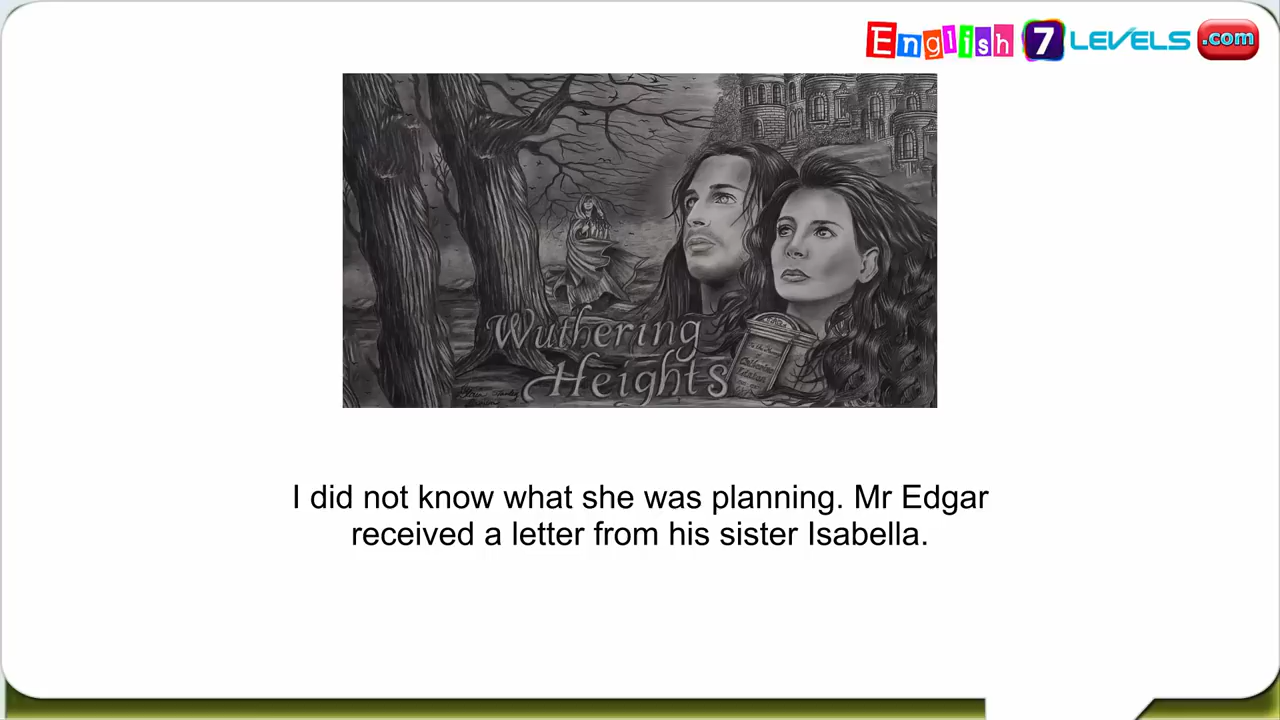 English 7 LEVELS .com
Wuthering
Heights
I did not know what she was planning. Mr Edgar
received a letter from his sister Isabella.